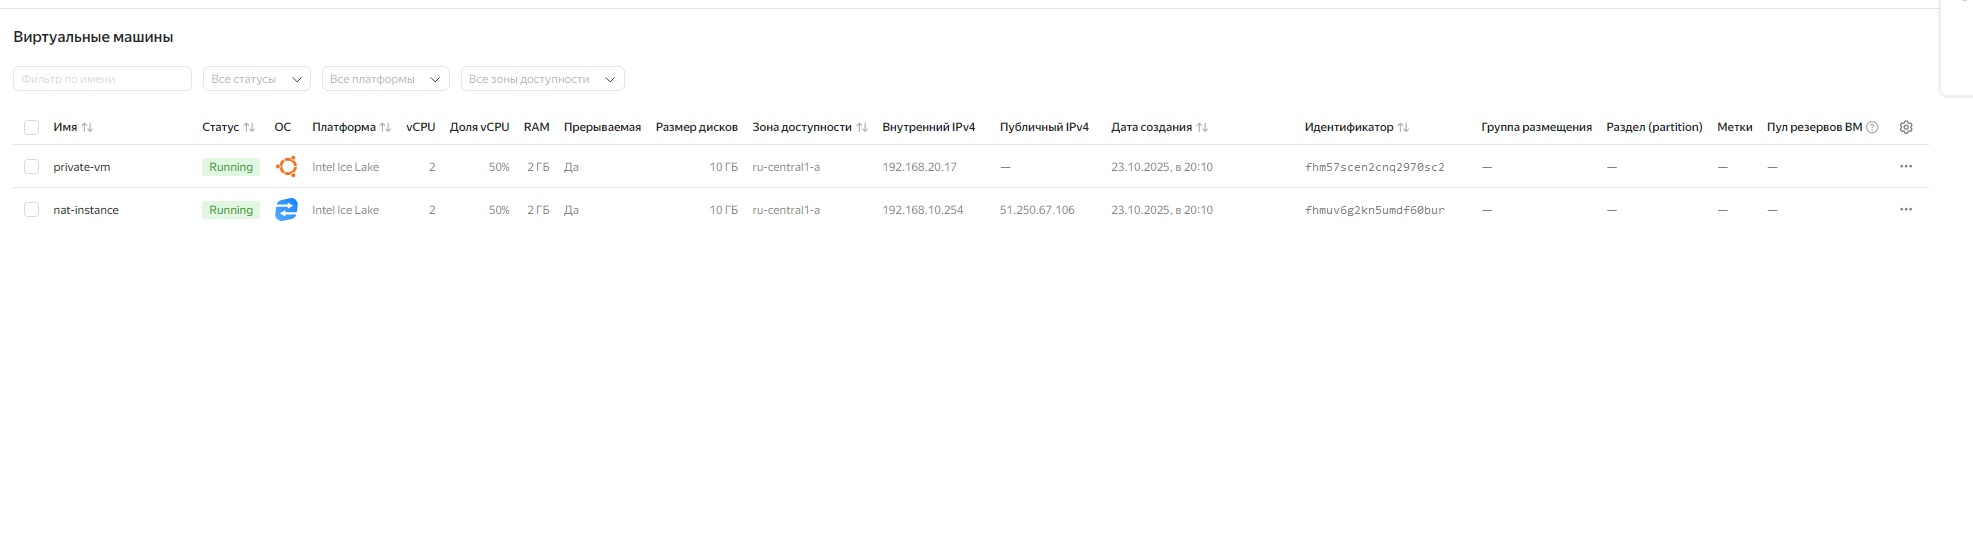 Виртуальные машины
Фильтр по имени Все статусы Все платформы Все зоны доступности
Имя Статус ОС Платформа vCPU Доля vCPU RAM Прерываемая Размер дисков Зона доступности Внутренний IPv4 Публичный IPv4 Дата создания Идентификатор Группа размещения Раздел (partition) Метки Пул резервов ВМ
private-vm Running Intel Ice Lake 2 50% 2 ГБ Да 10 ГБ ru-central1-a 192.168.20.17 — 23.10.2025, в 20:10 fhm57scen2cnq2970sc2 — — — —
nat-instance Running Intel Ice Lake 2 50% 2 ГБ Да 10 ГБ ru-central1-a 192.168.10.254 51.250.67.106 23.10.2025, в 20:10 fhmuv6g2kn5umdf60bur — — — —